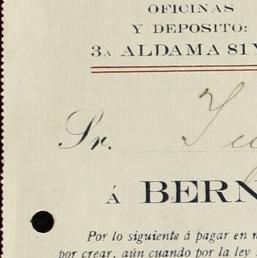 OFICINAS
Y DEPOSITO:
3A ALDAMA 81
Sr.
Á BERN
Por lo siguiente á pagar en
por crear, aún cuando por la ley